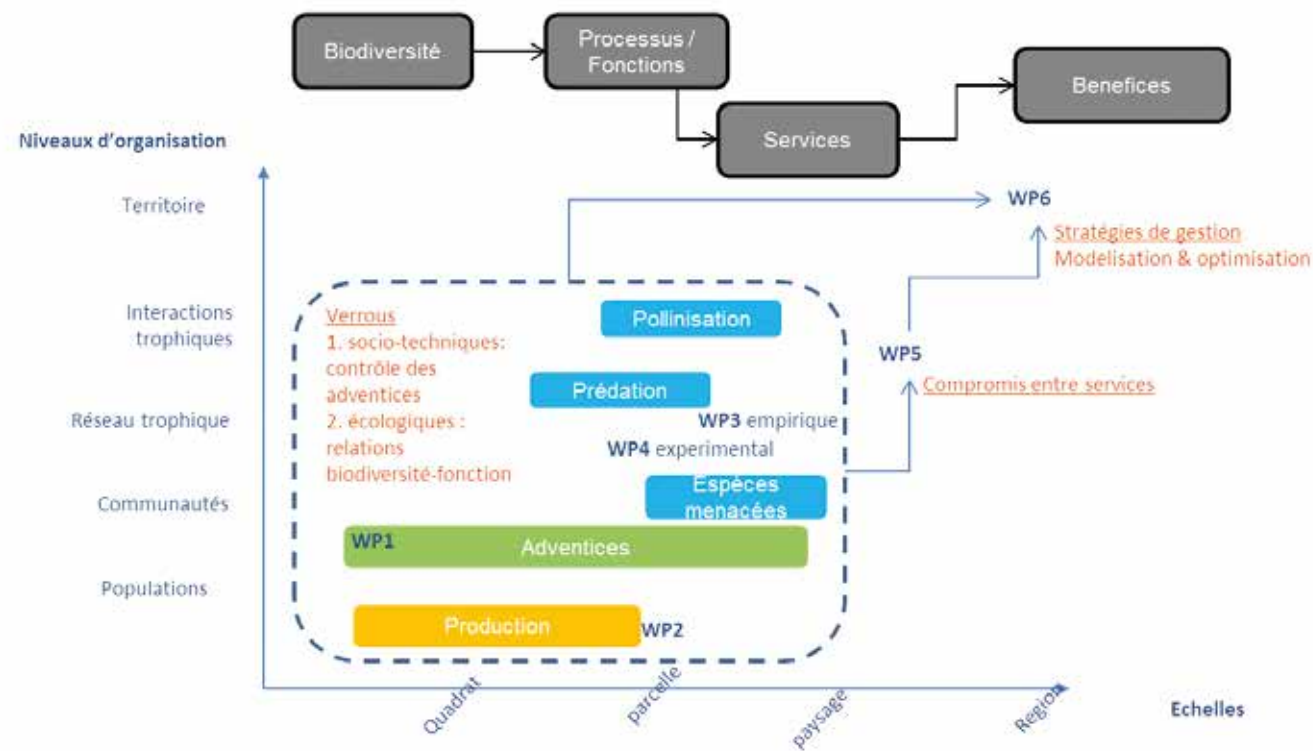 Biodiversité
Processus /
Fonctions
Services
Benefices
Niveaux d'organisation
Territoire
WP6
Stratégies de gestion
Modelisation & optimisation
Interactions
trophiques
Verrous
1. socio-techniques:
contrôle des
adventices
2. écologiques :
relations
biodiversité-fonction
Pollinisation
WP5
Compromis entre services
Prédation
Réseau trophique
WP3 empirique
WP4 experimental
Communautés
Espèces
menacées
WP1
Adventices
Populations
Production
WP2
Quadrat
parcelle
paysage
Region
Echelles